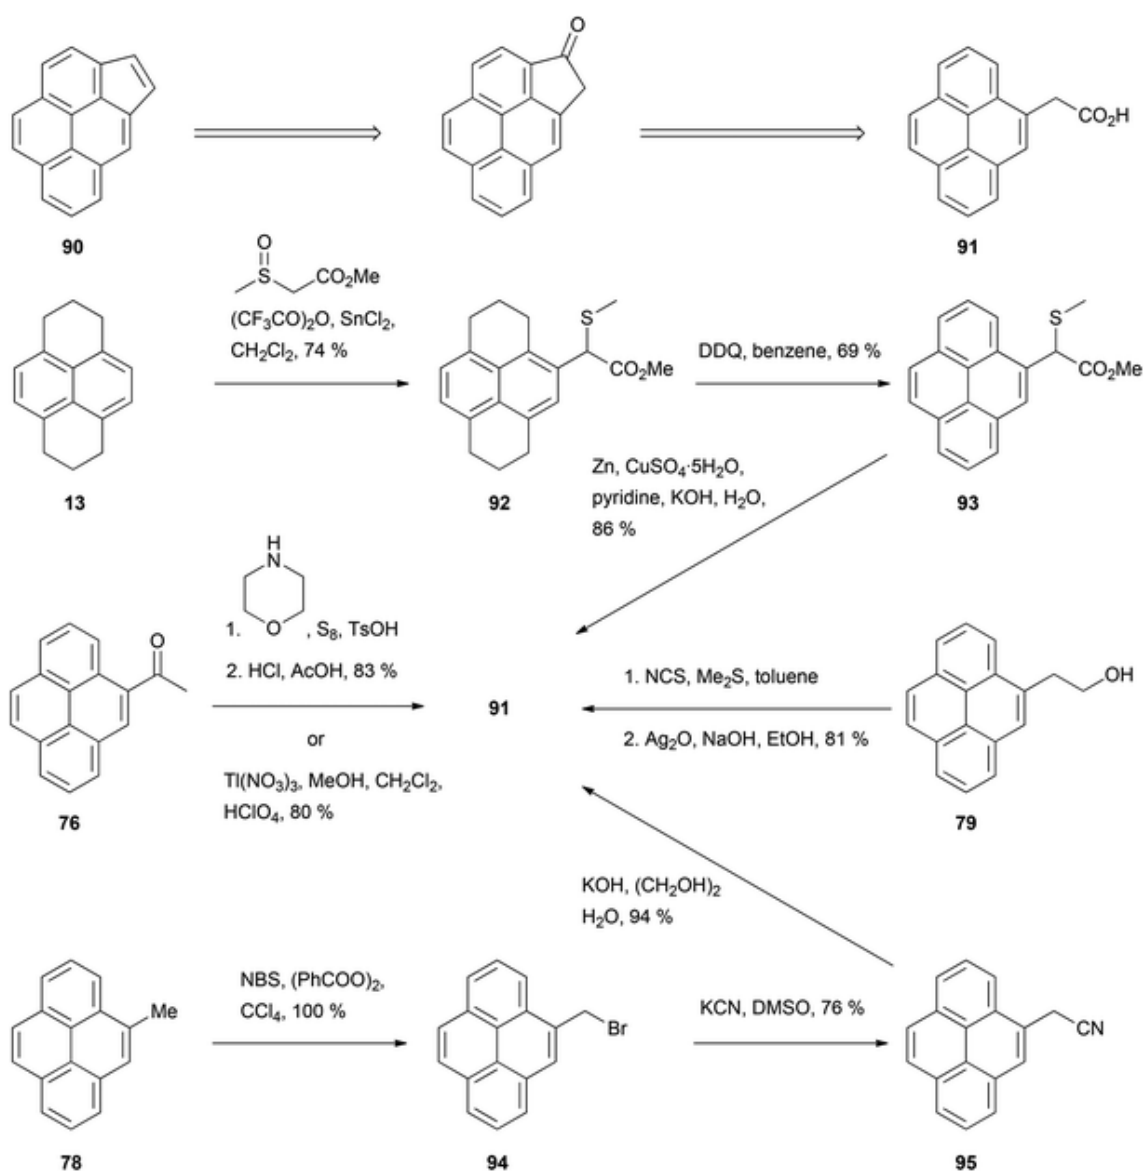 O
CO₂H
90
91
O
S
CO₂Me
(CF₃CO)₂O, SnCl₂,
CH₂Cl₂, 74 %
S
CO₂Me
DDQ, benzene, 69 %
S
CO₂Me
13
92
93
Zn, CuSO₄·5H₂O,
pyridine, KOH, H₂O,
86 %
H
N
O
1. , S₈, TsOH
2. HCl, AcOH, 83 %
or
Tl(NO₃)₃, MeOH, CH₂Cl₂,
HClO₄, 80 %
O
76
91
1. NCS, Me₂S, toluene
2. Ag₂O, NaOH, EtOH, 81 %
OH
79
KOH, (CH₂OH)₂
H₂O, 94 %
Me
NBS, (PhCOO)₂,
CCl₄, 100 %
Br
KCN, DMSO, 76 %
CN
78
94
95